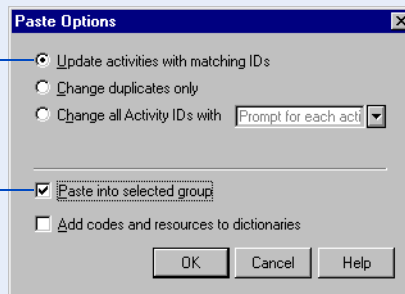 Paste Options
Update activities with matching IDs
Change duplicates only
Change all Activity IDs with Prompt for each acti
Paste into selected group
Add codes and resources to dictionaries
OK Cancel Help